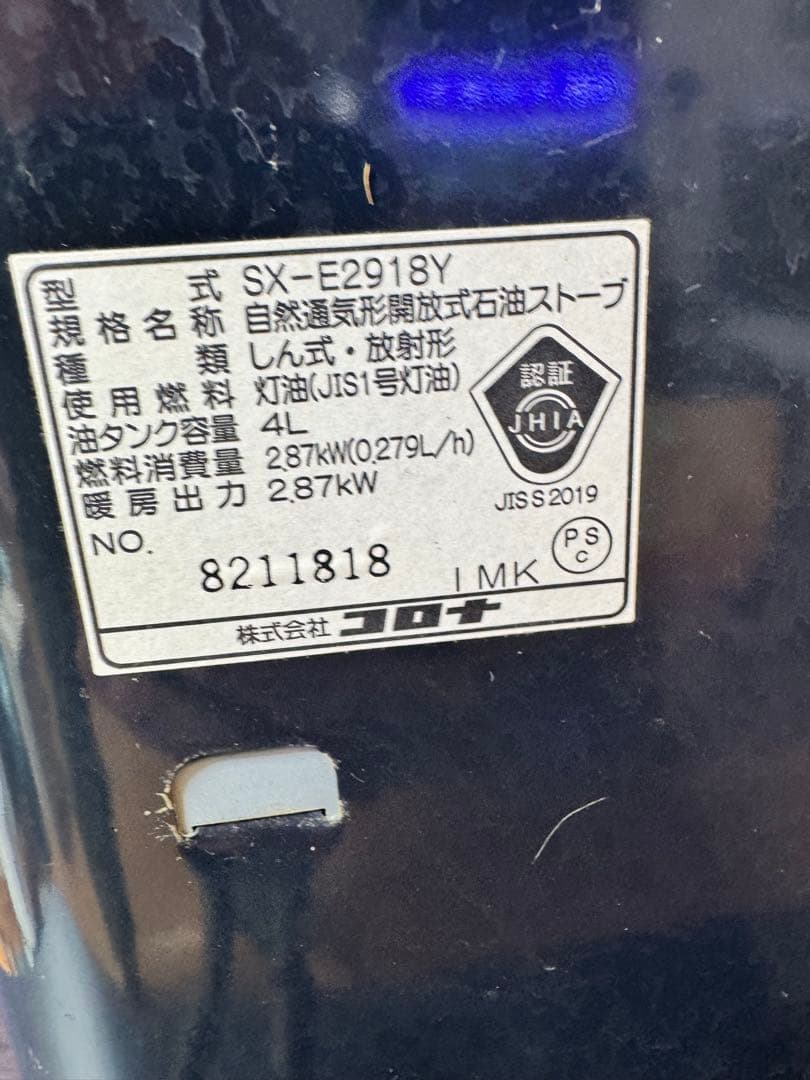 型式 SX-E2918Y
規格名称 自然通気形開放式石油ストーブ
種類 しん式・放射形
使用燃料 灯油(JIS1号灯油)
油タンク容量 4L
燃料消費量 2.87kW(0.279L/h)
暖房出力 2.87kW
認証
JHIA
JIS S 2019
NO.
8211818
IMK
PS
C
株式会社 コロナ